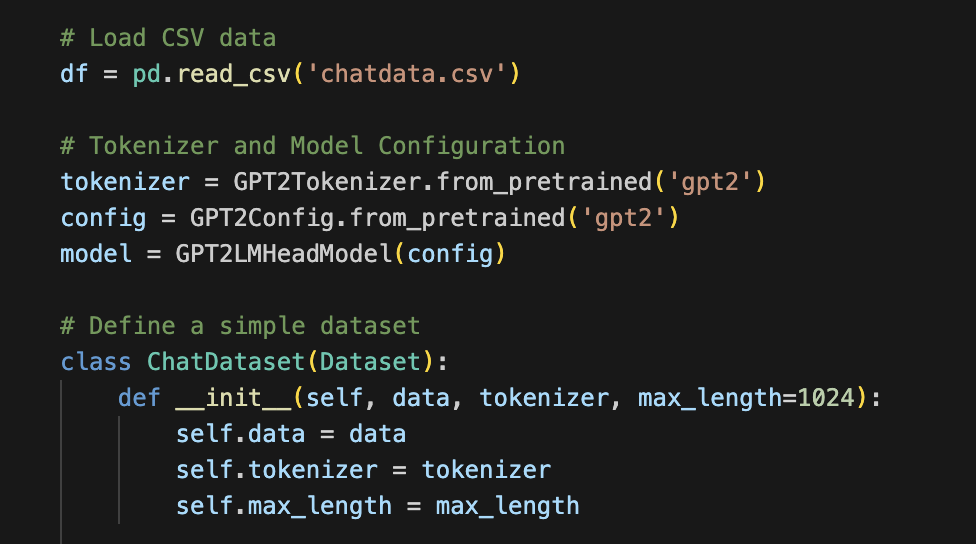 # Load CSV data
df = pd.read_csv('chatdata.csv')
# Tokenizer and Model Configuration
tokenizer = GPT2Tokenizer.from_pretrained('gpt2')
config = GPT2Config.from_pretrained('gpt2')
model = GPT2LMHeadModel(config)
# Define a simple dataset
class ChatDataset(Dataset):
    def __init__(self, data, tokenizer, max_length=1024):
        self.data = data
        self.tokenizer = tokenizer
        self.max_length = max_length